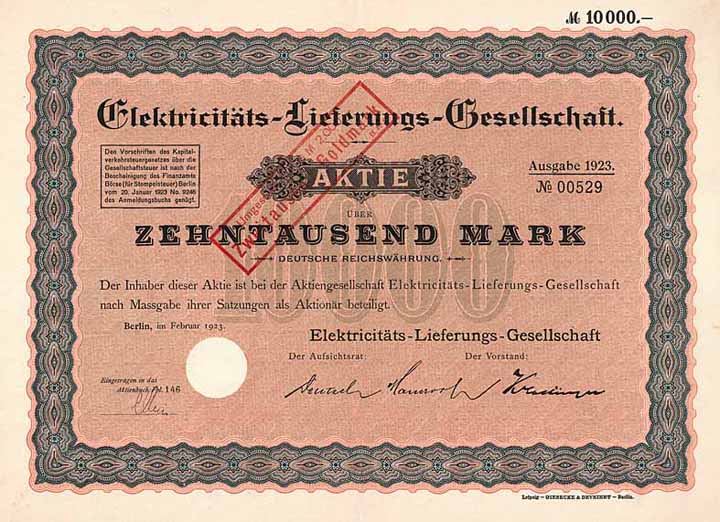 M 10000.—
Elektricitäts-Lieferungs-Gesellschaft.
Den Vorschriften des Kapital-
verkehrsteuergesetzes über die
Gesellschaftsteuer ist nach der
Bescheinigung des Finanzamts
Börse (für Stempelsteuer) Berlin
vom 20. Januar 1923 No. 9246
des Anmeldungsbuchs genügt.
Ausgabe 1923.
No 00529
AKTIE
ÜBER
ZEHNTAUSEND MARK
DEUTSCHE REICHSWÄHRUNG.
10000
Goldmark
Der Inhaber dieser Aktie ist bei der Aktiengesellschaft Elektricitäts-Lieferungs-Gesellschaft
nach Massgabe ihrer Satzungen als Aktionär beteiligt.
Berlin, im Februar 1923.
Elektricitäts-Lieferungs-Gesellschaft
Der Aufsichtsrat:
Der Vorstand:
Eingetragen in das
Aktienbuch Fol. 146
Leipzig — GIESECKE & DEVRIENT — Berlin.